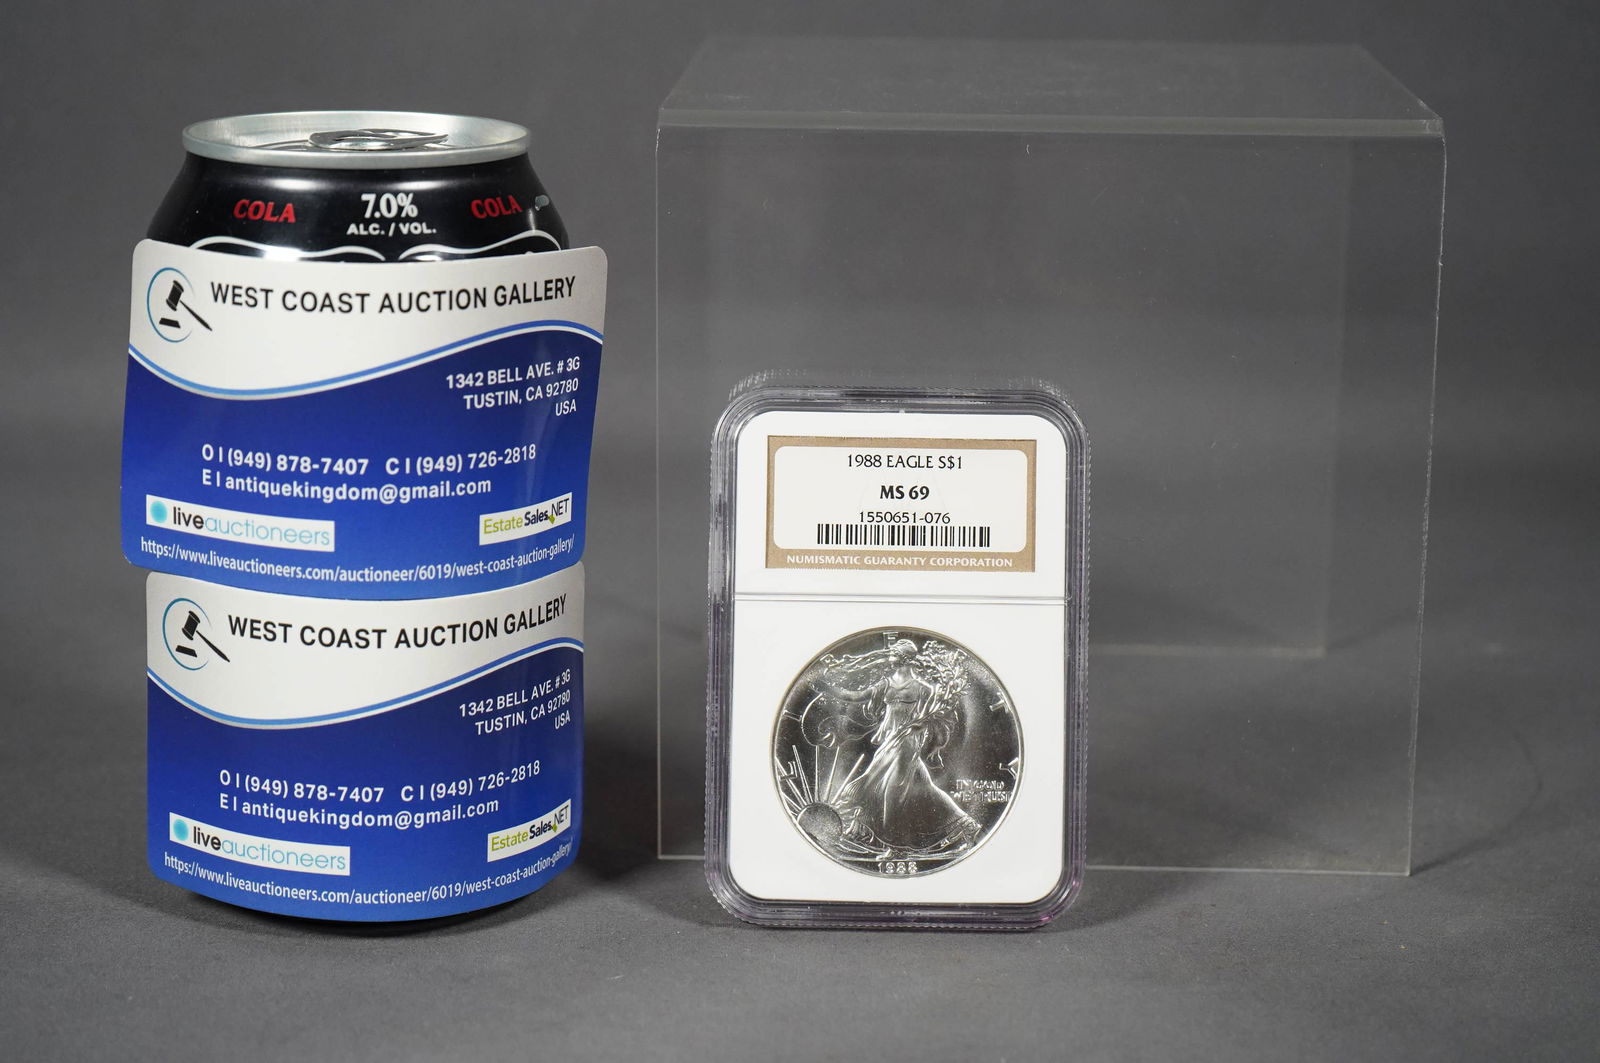 COLA 7.0% COLA
ALC. / VOL.
WEST COAST AUCTION GALLERY
1342 BELL AVE. # 3G
TUSTIN, CA 92780
USA
O I (949) 878-7407 C I (949) 726-2818
E I antiquekingdom@gmail.com
liveauctioneers
EstateSales.NET
https://www.liveauctioneers.com/auctioneer/6019/west-coast-auction-gallery/
WEST COAST AUCTION GALLERY
1342 BELL AVE. # 3G
TUSTIN, CA 92780
USA
O I (949) 878-7407 C I (949) 726-2818
E I antiquekingdom@gmail.com
liveauctioneers
EstateSales.NET
https://www.liveauctioneers.com/auctioneer/6019/west-coast-auction-gallery/
1988 EAGLE S$1
MS 69
1550651-076
NUMISMATIC GUARANTY CORPORATION
LIBERTY
IN GOD
WE TRUST
1988